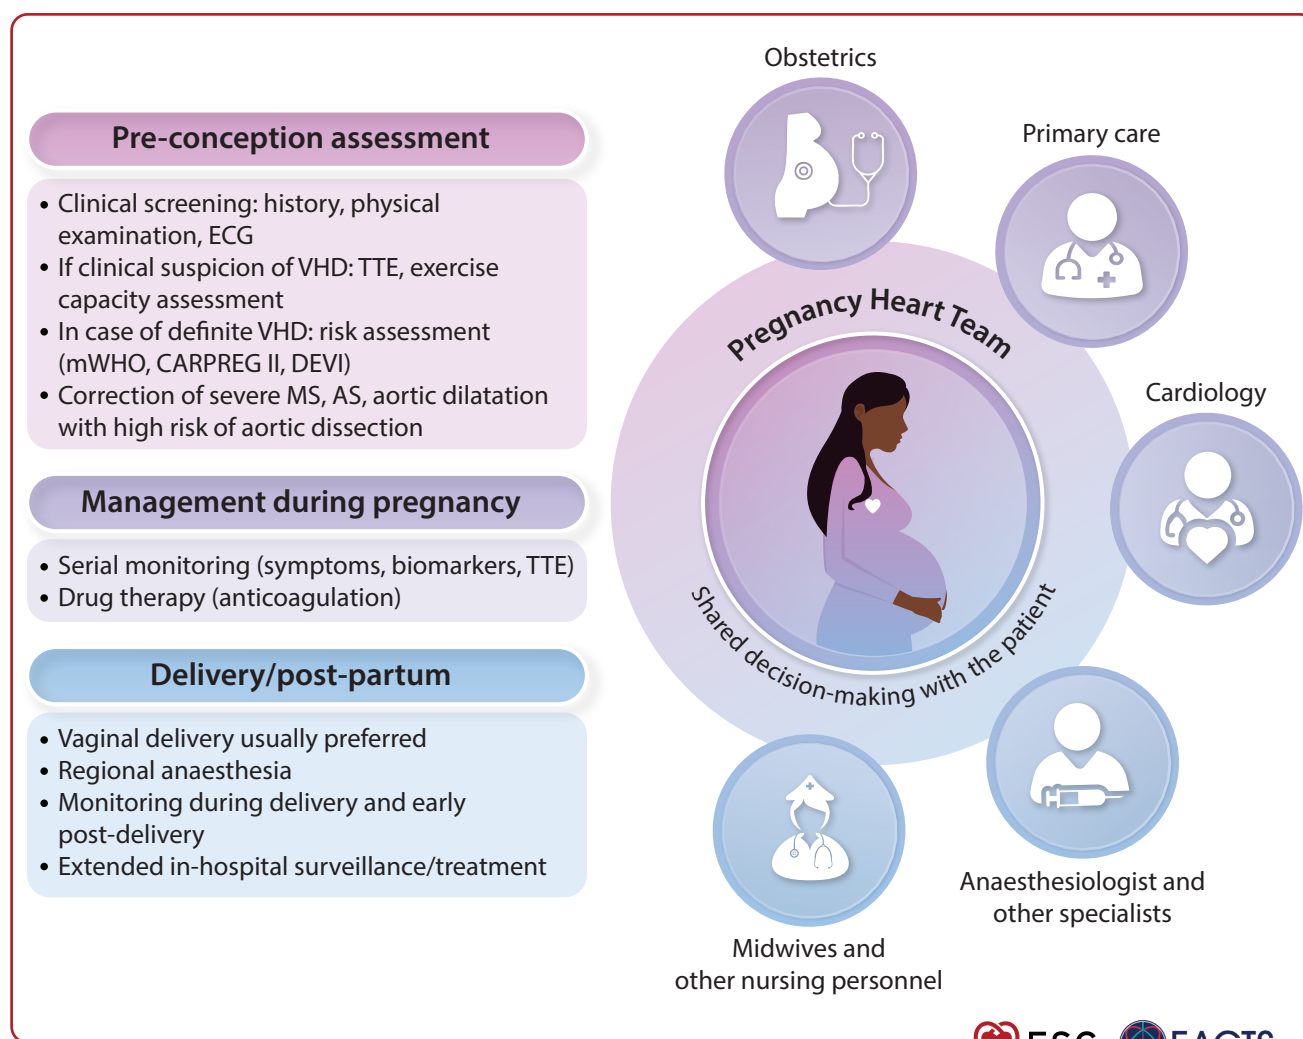 Pre-conception assessment
• Clinical screening: history, physical
examination, ECG
• If clinical suspicion of VHD: TTE, exercise
capacity assessment
• In case of definite VHD: risk assessment
(mWHO, CARPREG II, DEVI)
• Correction of severe MS, AS, aortic dilatation
with high risk of aortic dissection
Management during pregnancy
• Serial monitoring (symptoms, biomarkers, TTE)
• Drug therapy (anticoagulation)
Delivery/post-partum
• Vaginal delivery usually preferred
• Regional anaesthesia
• Monitoring during delivery and early
post-delivery
• Extended in-hospital surveillance/treatment
Obstetrics
Primary care
Cardiology
Anaesthesiologist and
other specialists
Midwives and
other nursing personnel
Pregnancy Heart Team
Shared decision-making with the patient
ESC
EACTS